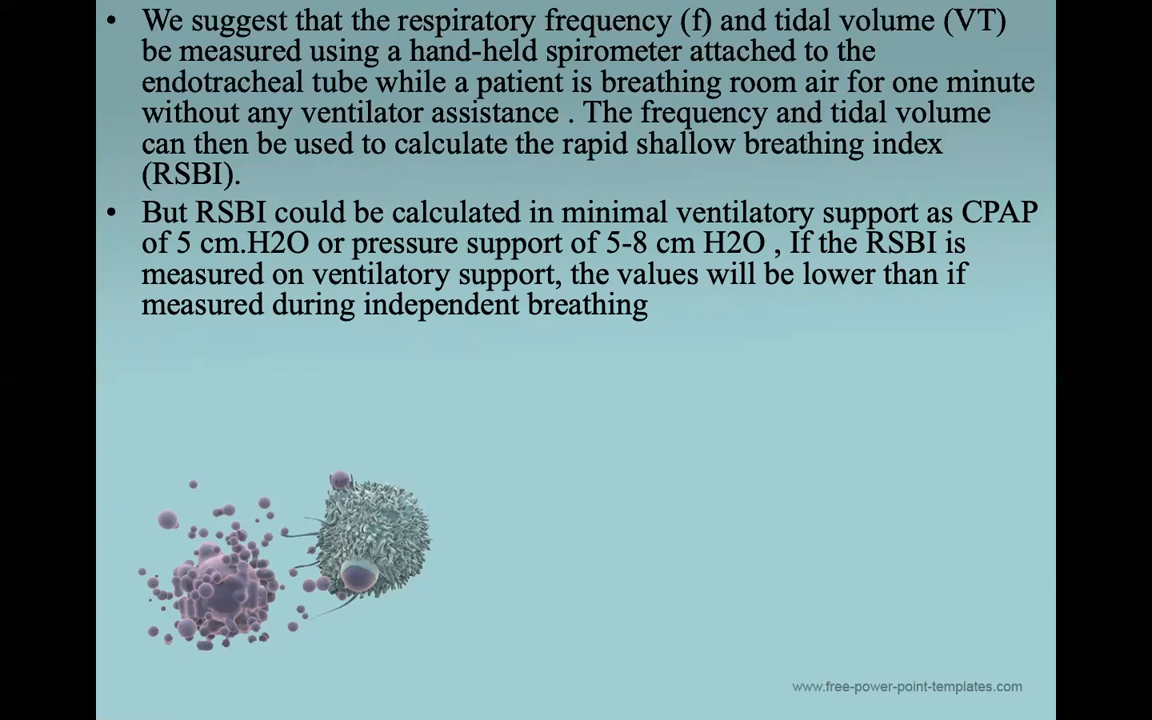 • We suggest that the respiratory frequency (f) and tidal volume (VT)
be measured using a hand-held spirometer attached to the
endotracheal tube while a patient is breathing room air for one minute
without any ventilator assistance . The frequency and tidal volume
can then be used to calculate the rapid shallow breathing index
(RSBI).
• But RSBI could be calculated in minimal ventilatory support as CPAP
of 5 cm.H2O or pressure support of 5-8 cm H2O , If the RSBI is
measured on ventilatory support, the values will be lower than if
measured during independent breathing
www.free-power-point-templates.com